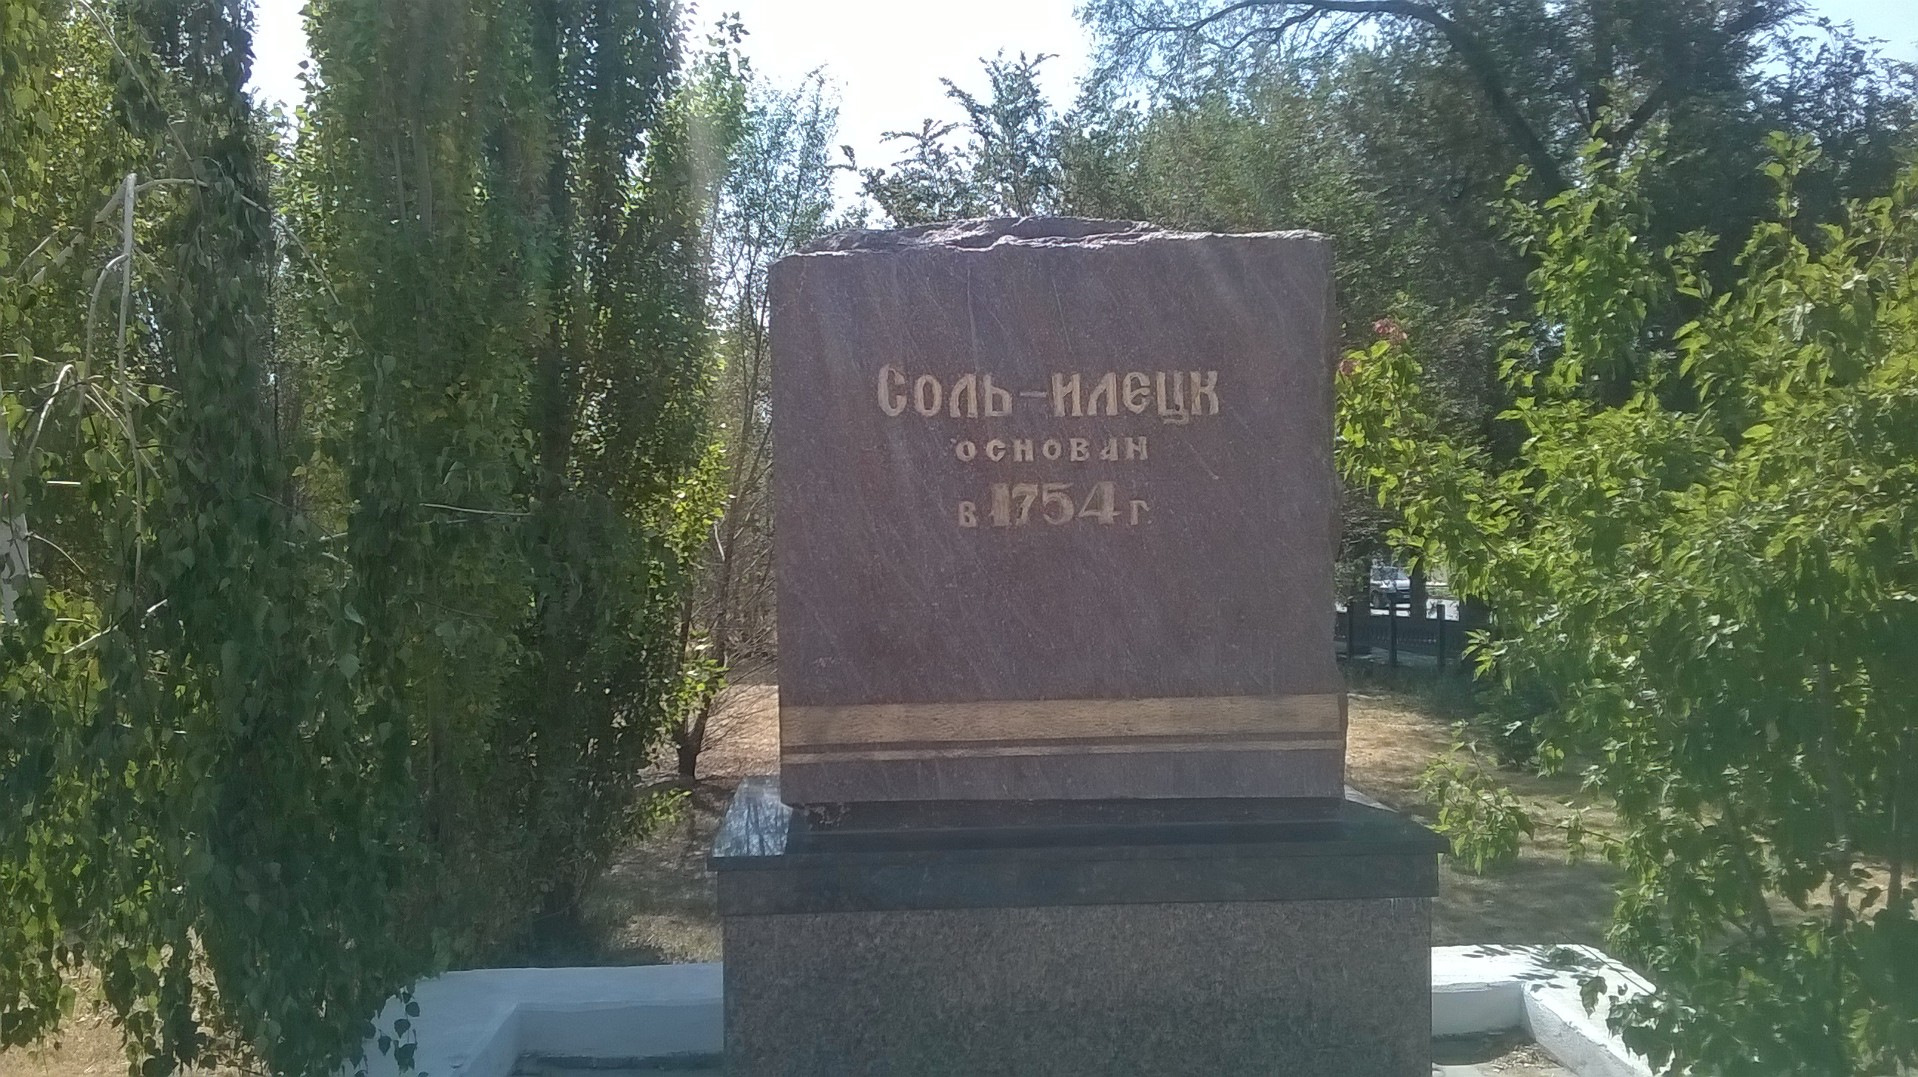 Соль-Илецк
основан
в 1754 г.